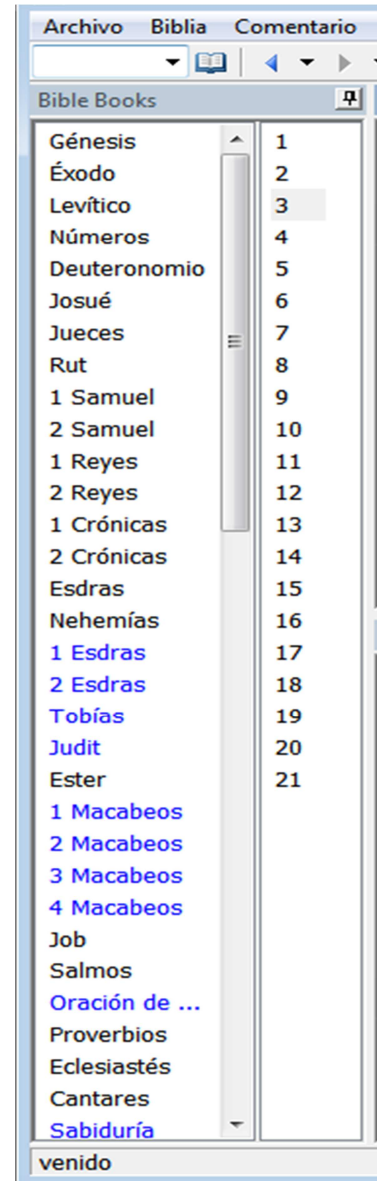 Archivo Biblia Comentario
Bible Books
Génesis 1
Éxodo 2
Levítico 3
Números 4
Deuteronomio 5
Josué 6
Jueces 7
Rut 8
1 Samuel 9
2 Samuel 10
1 Reyes 11
2 Reyes 12
1 Crónicas 13
2 Crónicas 14
Esdras 15
Nehemías 16
1 Esdras 17
2 Esdras 18
Tobías 19
Judit 20
Ester 21
1 Macabeos
2 Macabeos
3 Macabeos
4 Macabeos
Job
Salmos
Oración de ...
Proverbios
Eclesiastés
Cantares
Sabiduría
venido